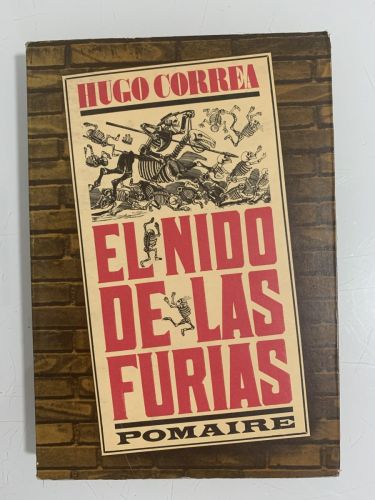 HUGO CORREA
EL NIDO
DE LAS
FURIAS
POMAIRE